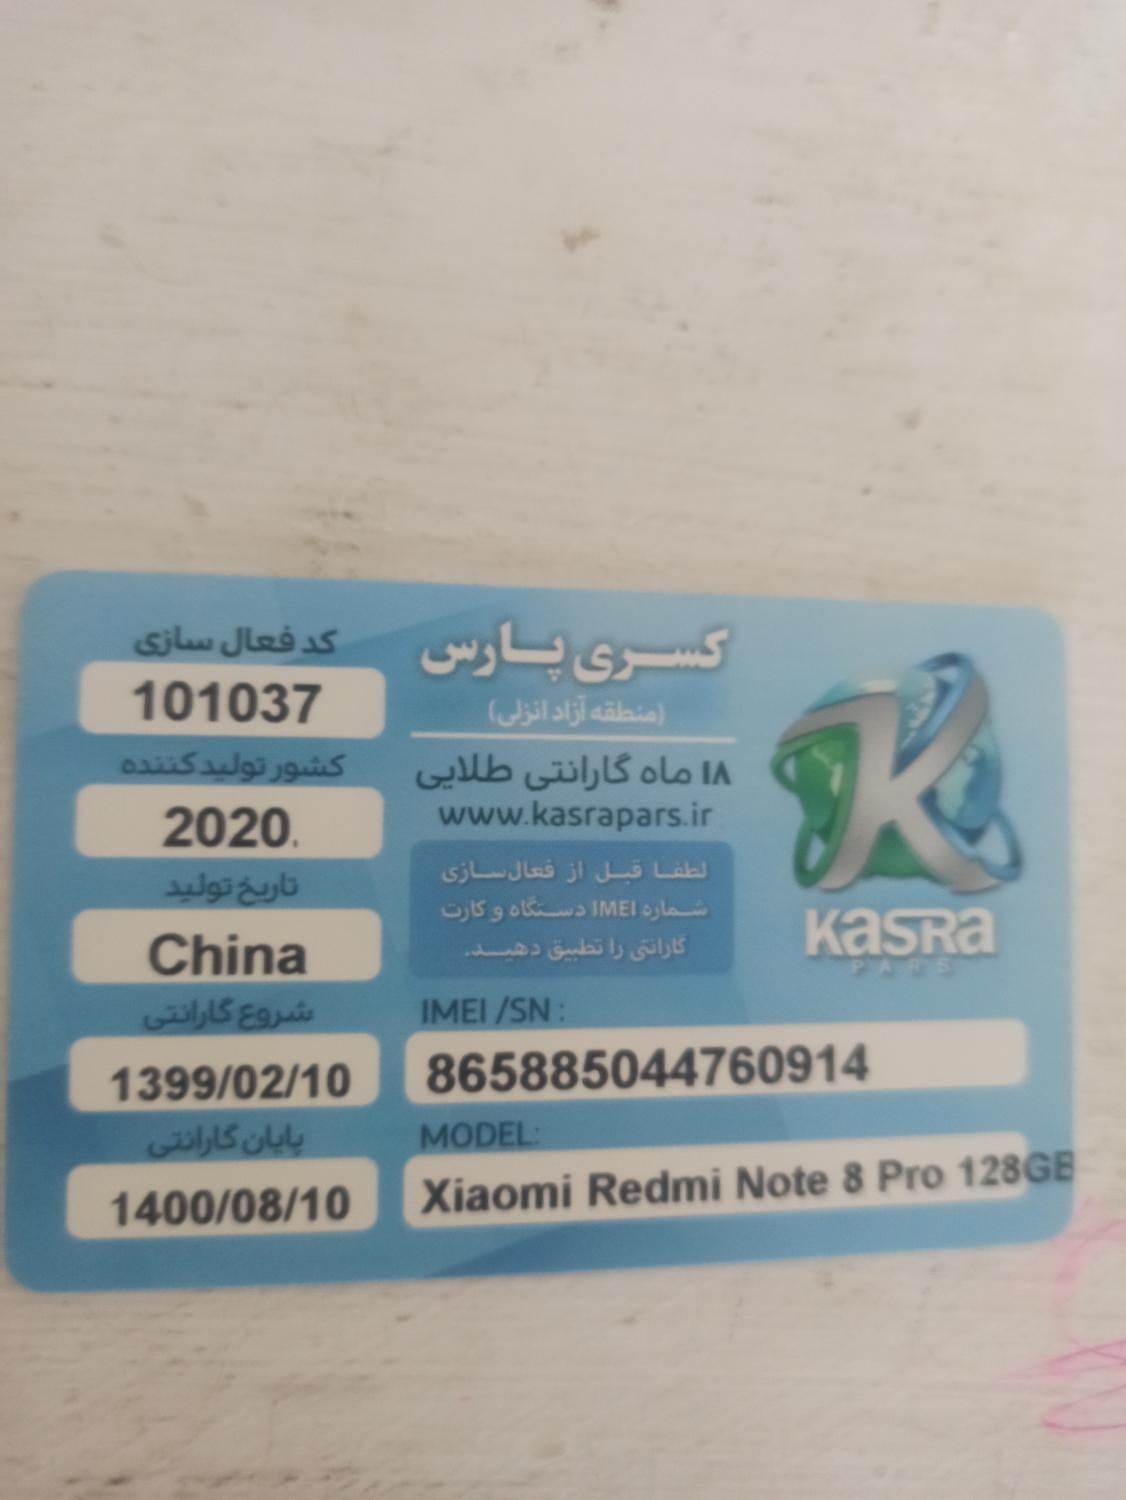 کسری پارس
(منطقه آزاد انزلی)
۱۸ ماه گارانتی طلایی
www.kasrapars.ir
لطفا قبل از فعال‌سازی
شماره IMEI دستگاه و کارت
گارانتی را تطبیق دهید.
KASRA
PARS
کد فعال سازی
101037
کشور تولید کننده
2020.
تاریخ تولید
China
شروع گارانتی
1399/02/10
پایان گارانتی
1400/08/10
IMEI /SN :
865885044760914
MODEL:
Xiaomi Redmi Note 8 Pro 128GB